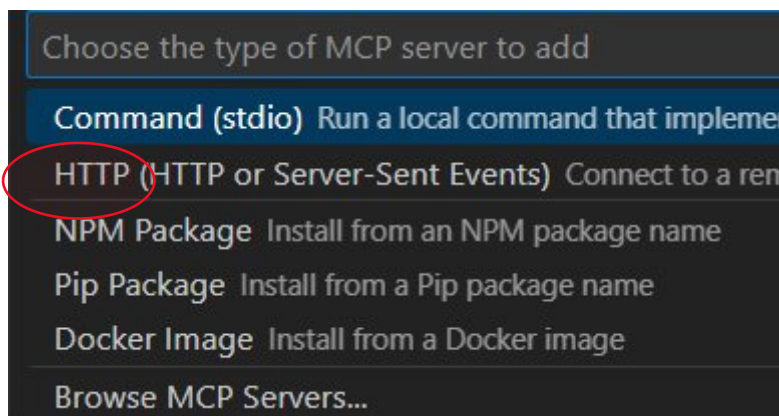 Choose the type of MCP server to add
Command (stdio) Run a local command that
HTTP (HTTP or Server-Sent Events) Connect to a
NPM Package Install from an NPM package name
Pip Package Install from a Pip package name
Docker Image Install from a Docker image
Browse MCP Servers...